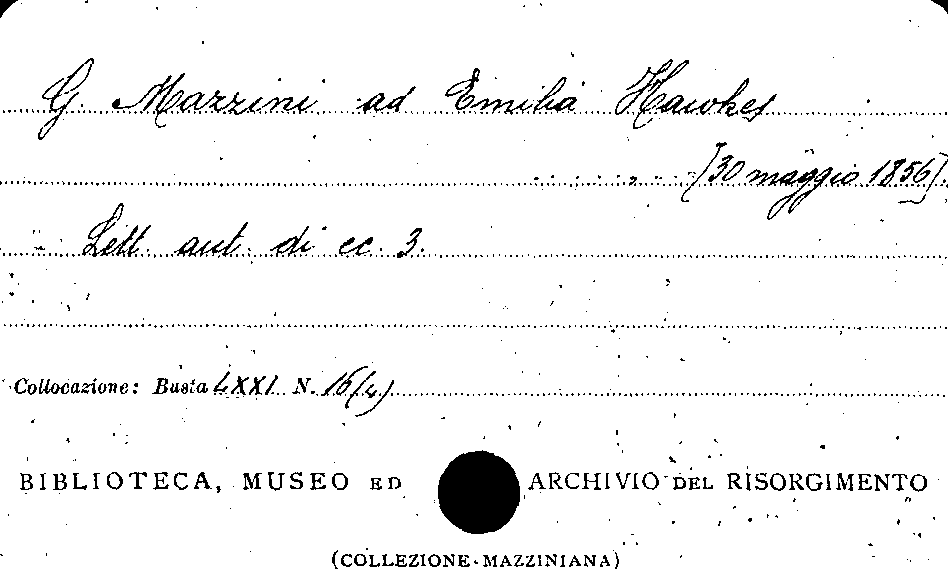 G. Mazzini ad Emilia Hawkes
[30 maggio 1856].
Lett. aut. di cc. 3.
Collocazione: Busta LXXI N. 16(4)
BIBLIOTECA, MUSEO ED ARCHIVIO DEL RISORGIMENTO
(COLLEZIONE MAZZINIANA)